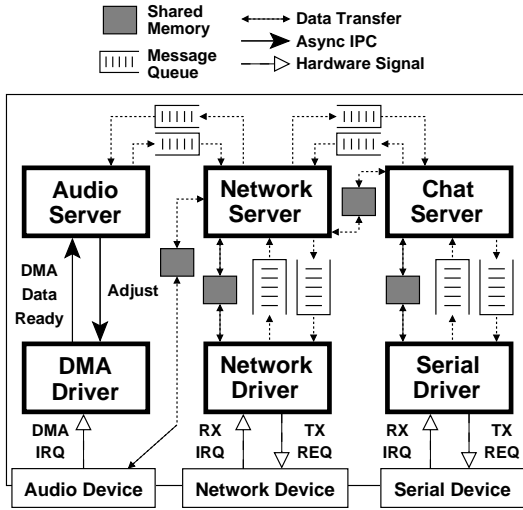 Shared Memory
Data Transfer
Async IPC
Message Queue
Hardware Signal
Audio Server
Network Server
Chat Server
DMA Data Ready
Adjust
DMA Driver
Network Driver
Serial Driver
DMA IRQ
RX IRQ
TX REQ
RX IRQ
TX REQ
Audio Device
Network Device
Serial Device